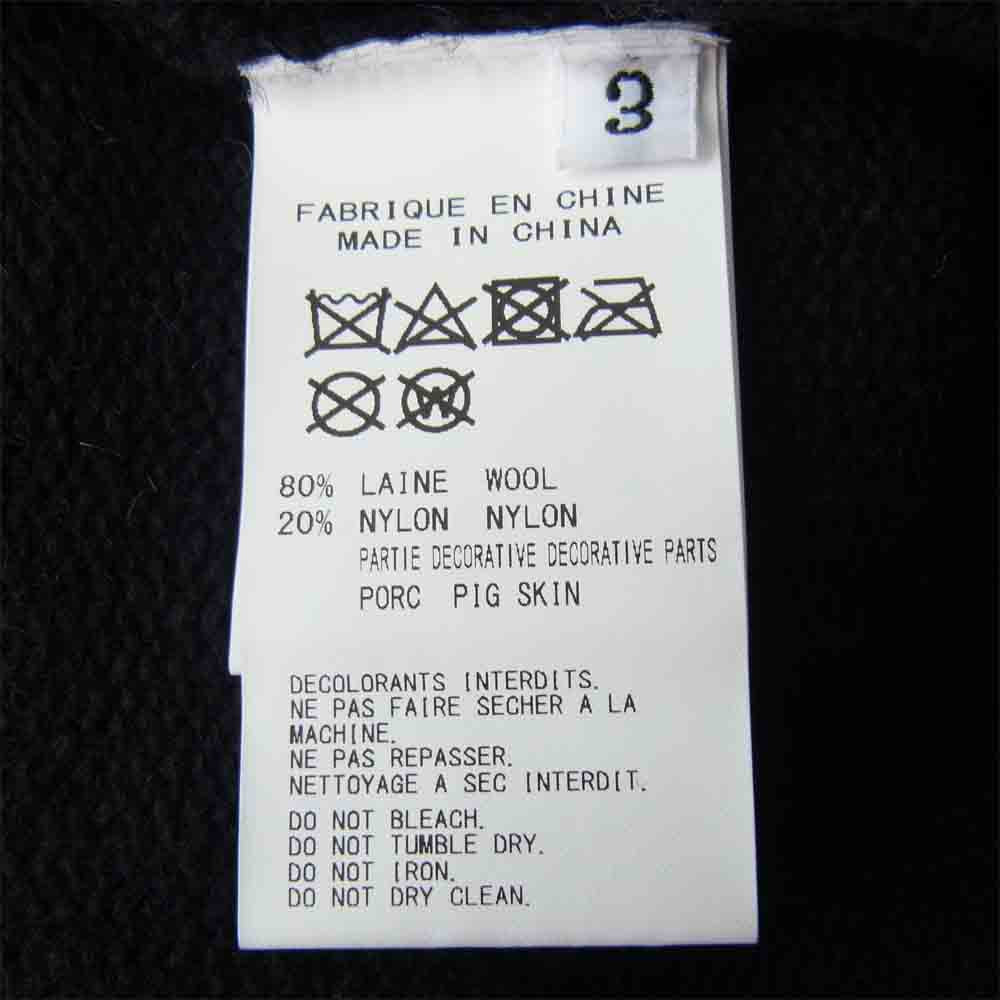 3
FABRIQUE EN CHINE
MADE IN CHINA
W
80% LAINE WOOL
20% NYLON NYLON
PARTIE DECORATIVE DECORATIVE PARTS
PORC PIG SKIN
DECOLORANTS INTERDITS.
NE PAS FAIRE SECHER A LA
MACHINE.
NE PAS REPASSER.
NETTOYAGE A SEC INTERDIT.
DO NOT BLEACH.
DO NOT TUMBLE DRY.
DO NOT IRON.
DO NOT DRY CLEAN.